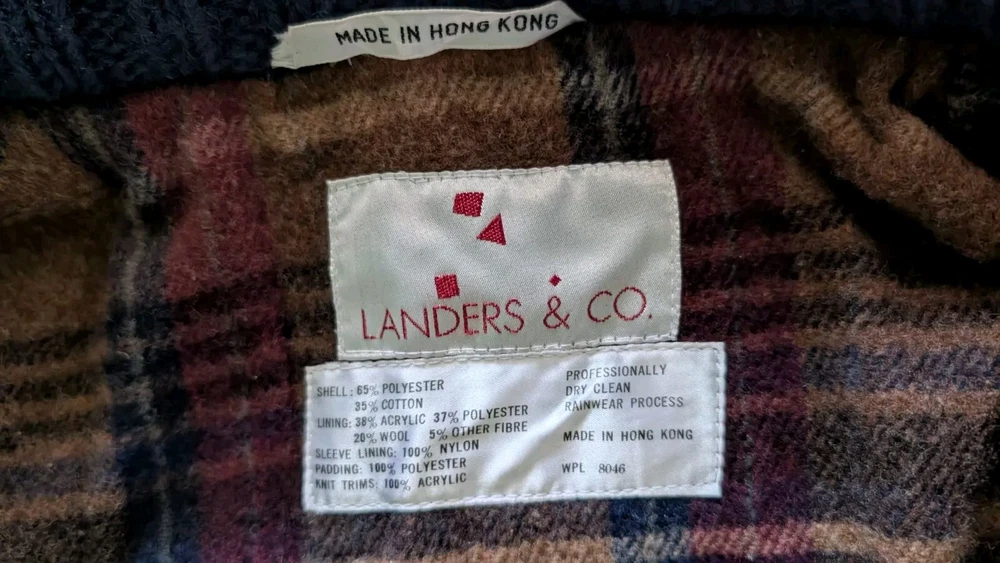 MADE IN HONG KONG
LANDERS & CO.
SHELL: 65% POLYESTER
35% COTTON
LINING: 38% ACRYLIC 37% POLYESTER
20% WOOL 5% OTHER FIBRE
SLEEVE LINING: 100% NYLON
PADDING: 100% POLYESTER
KNIT TRIMS: 100% ACRYLIC
PROFESSIONALLY
DRY CLEAN
RAINWEAR PROCESS
MADE IN HONG KONG
WPL 8046